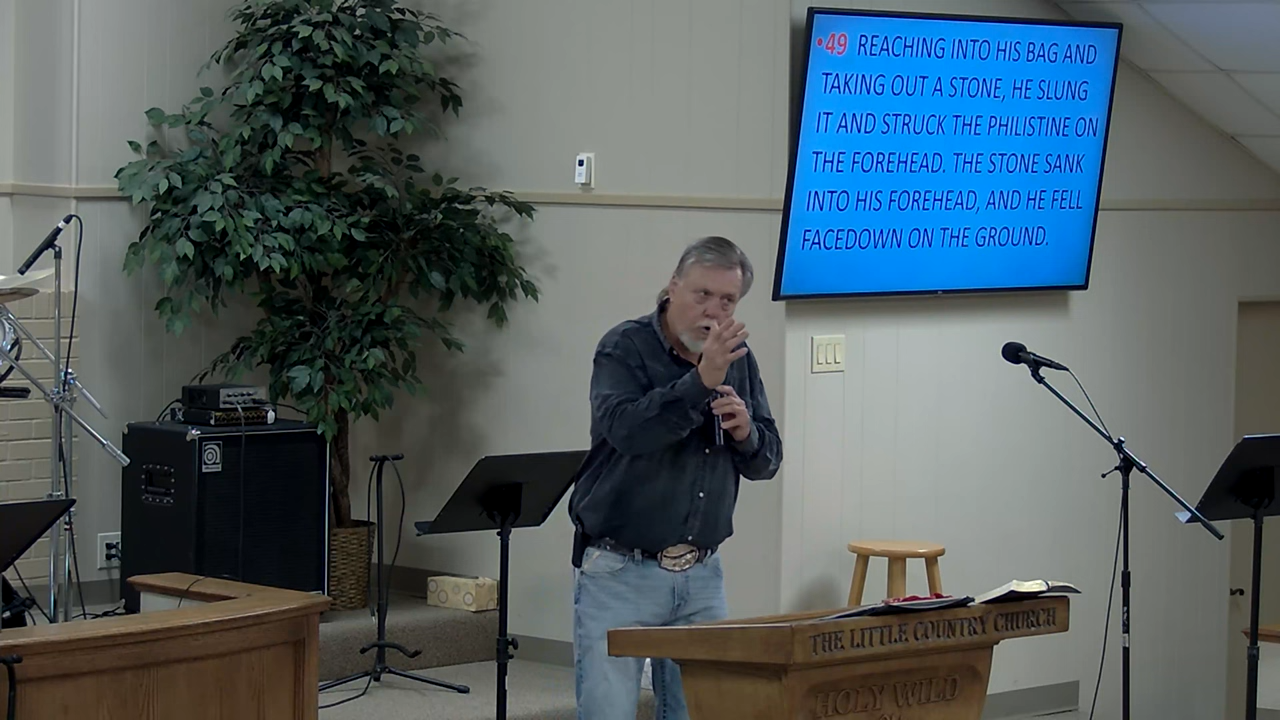 •49 REACHING INTO HIS BAG AND
TAKING OUT A STONE, HE SLUNG
IT AND STRUCK THE PHILISTINE ON
THE FOREHEAD. THE STONE SANK
INTO HIS FOREHEAD, AND HE FELL
FACEDOWN ON THE GROUND.
THE LITTLE COUNTRY CHURCH
HOLY WILD